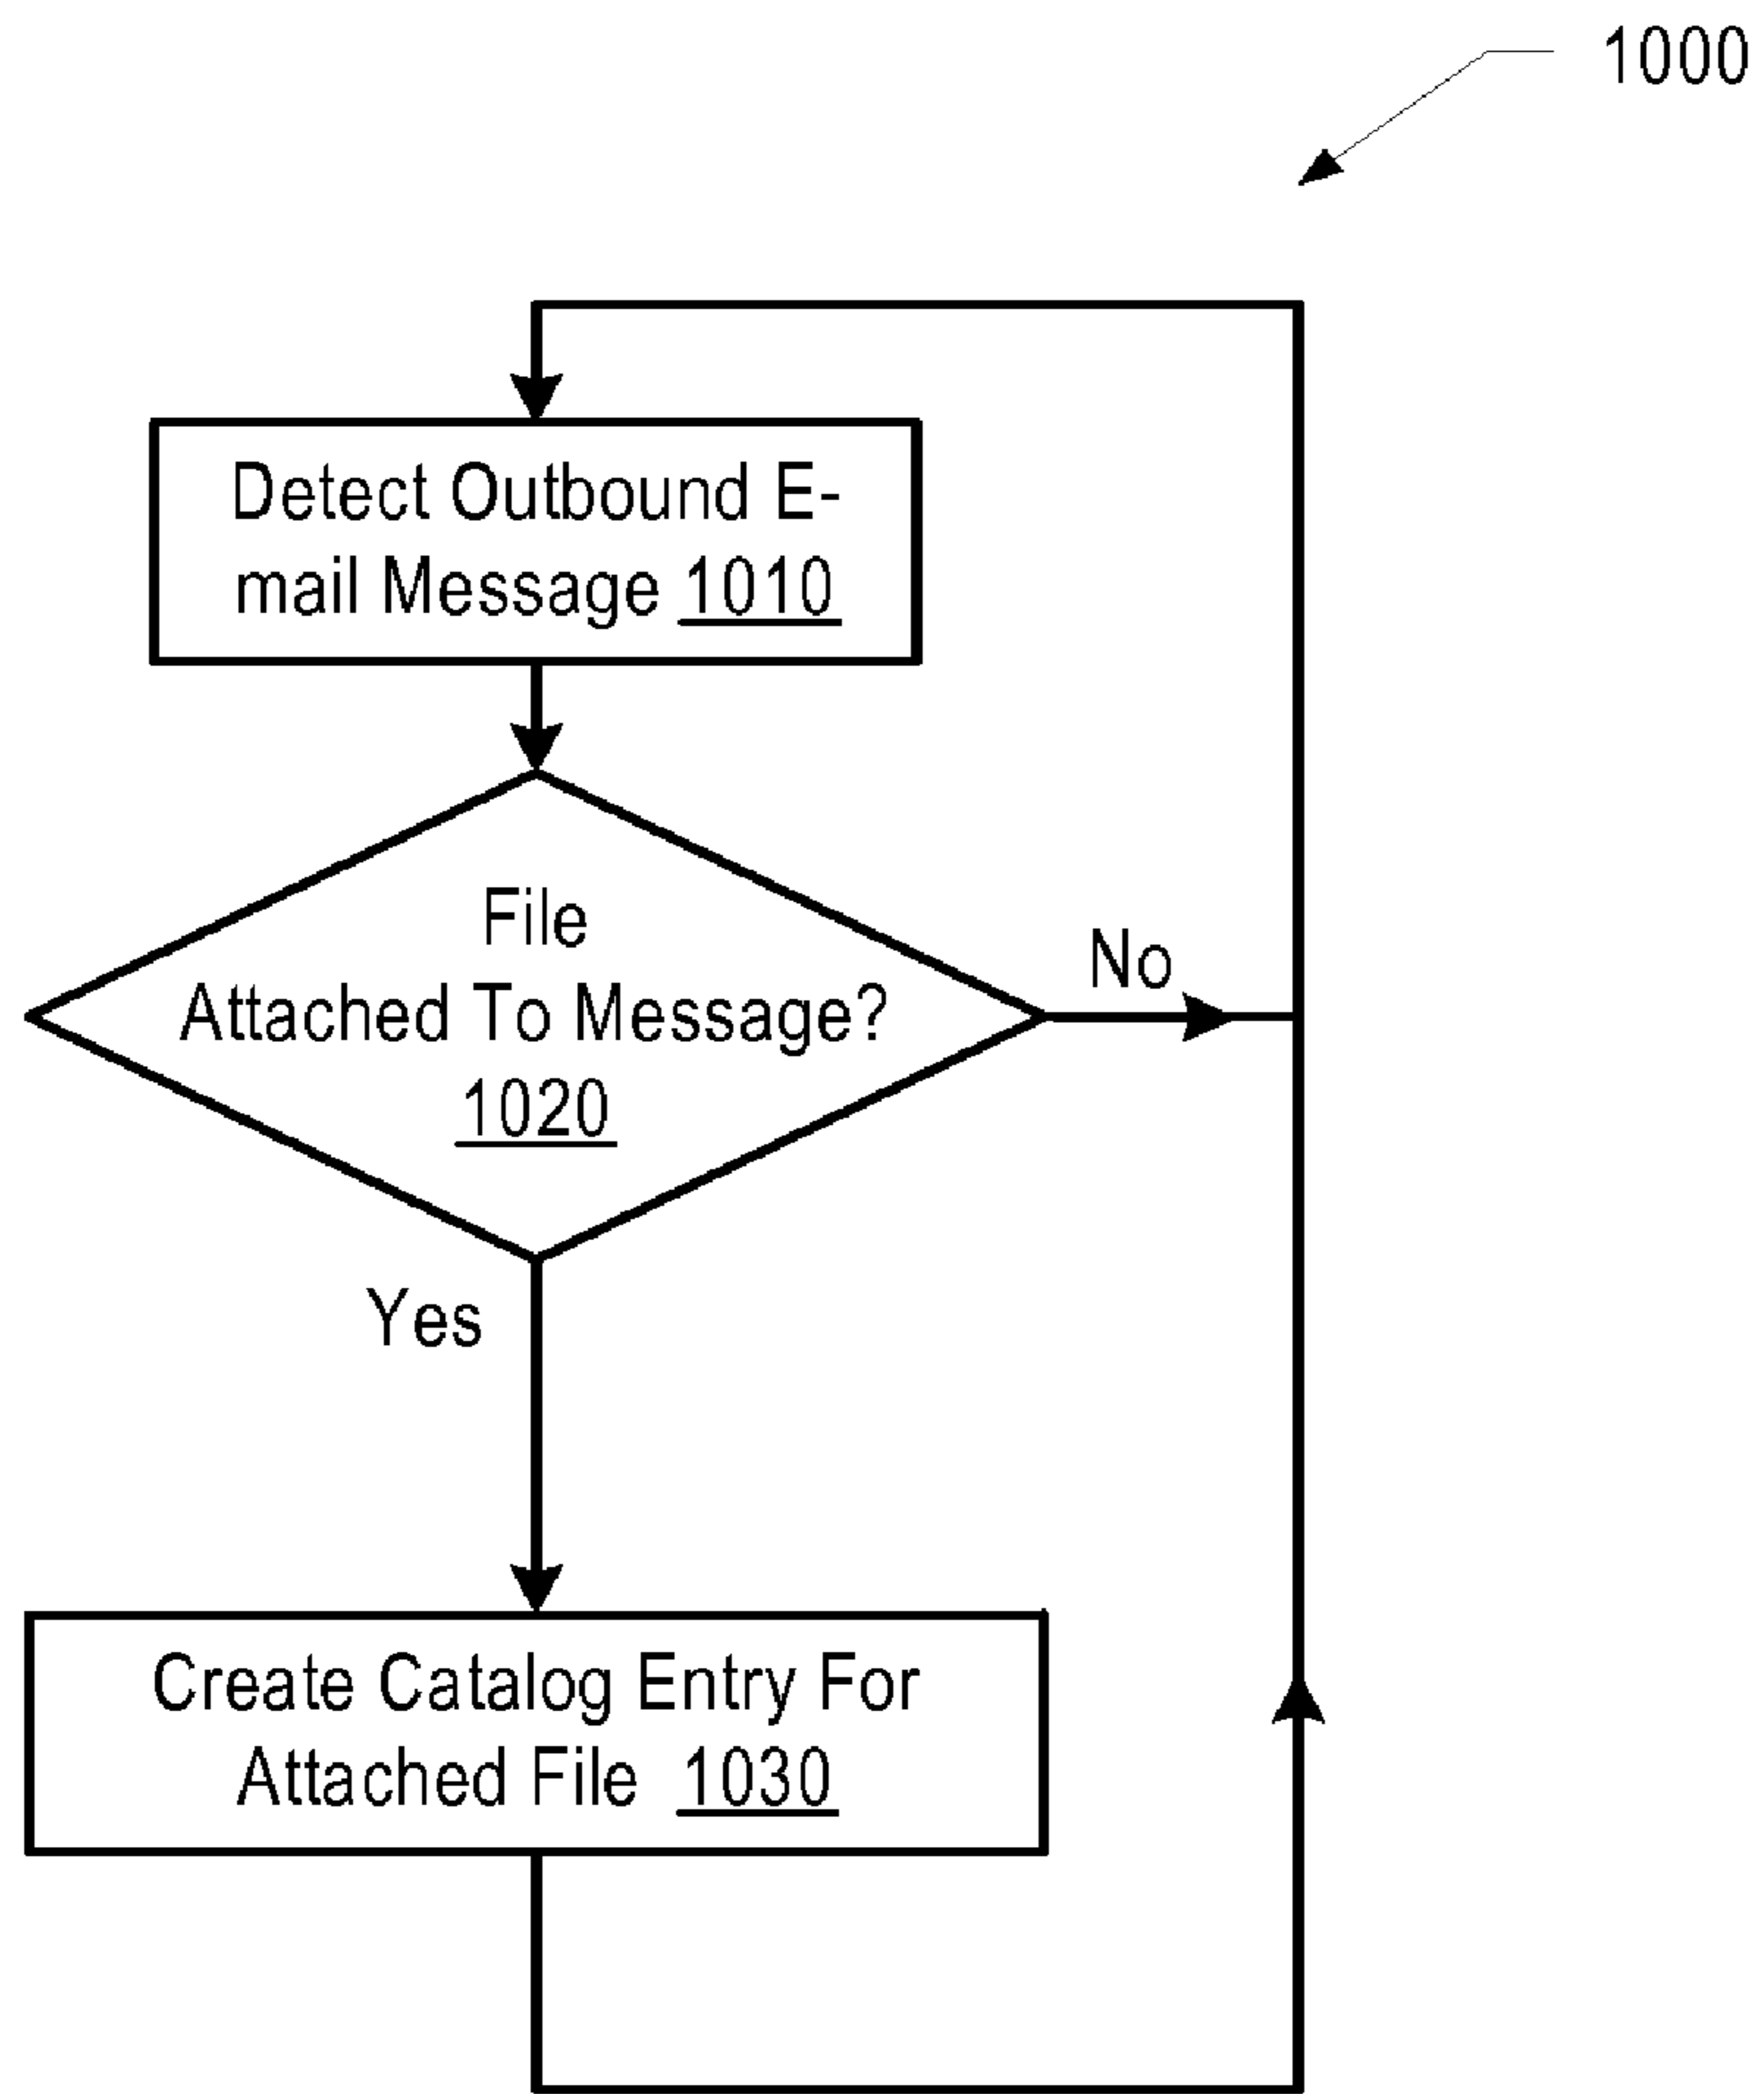 1000
Detect Outbound E-
mail Message 1010
File
Attached To Message?
1020
No
Yes
Create Catalog Entry For
Attached File 1030